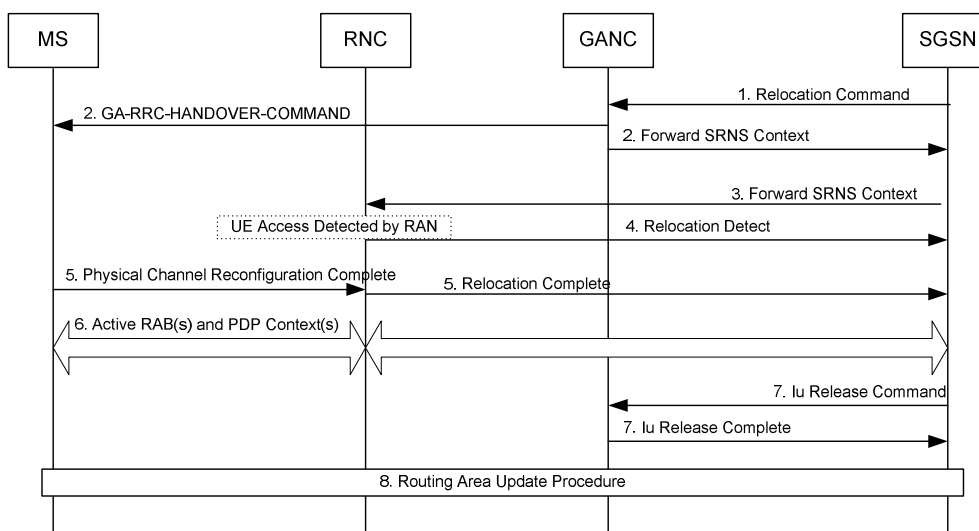 MS
RNC
GANC
SGSN
1. Relocation Command
2. GA-RRC-HANDOVER-COMMAND
2. Forward SRNS Context
3. Forward SRNS Context
UE Access Detected by RAN
4. Relocation Detect
5. Physical Channel Reconfiguration Complete
5. Relocation Complete
6. Active RAB(s) and PDP Context(s)
7. Iu Release Command
7. Iu Release Complete
8. Routing Area Update Procedure